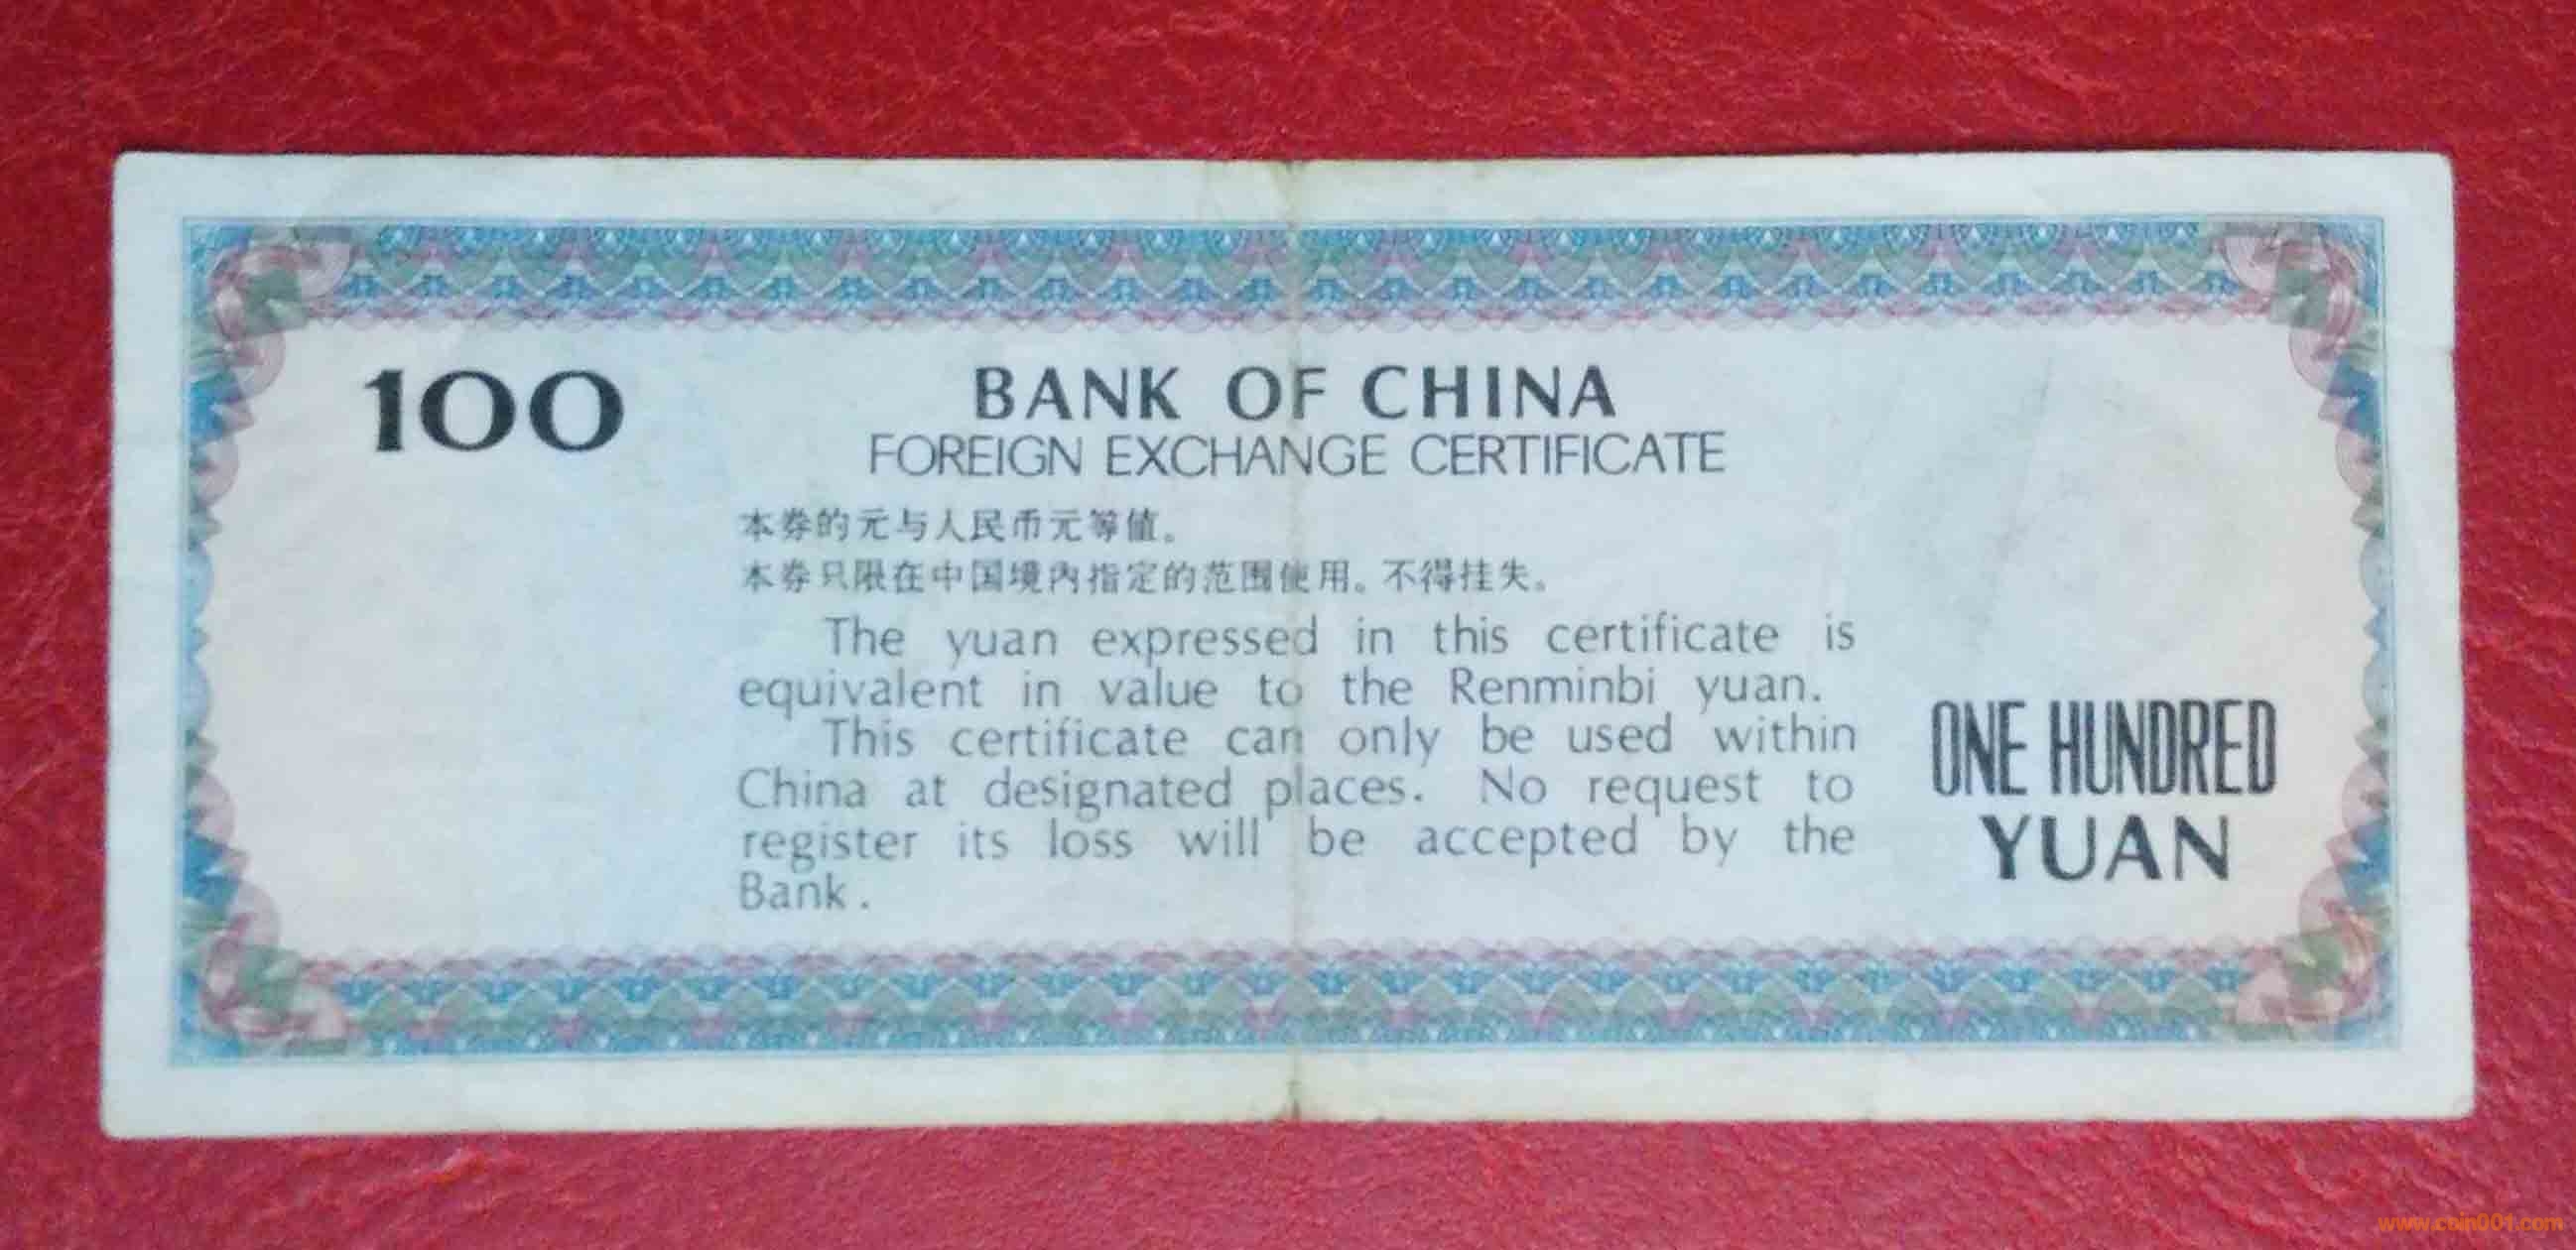 100
BANK OF CHINA
FOREIGN EXCHANGE CERTIFICATE
本券的元与人民币元等值。
本券只限在中国境内指定的范围使用。不得挂失。
The yuan expressed in this certificate is
equivalent in value to the Renminbi yuan.
This certificate can only be used within
China at designated places. No request to
register its loss will be accepted by the
Bank.
ONE HUNDRED
YUAN
www.coin001.com